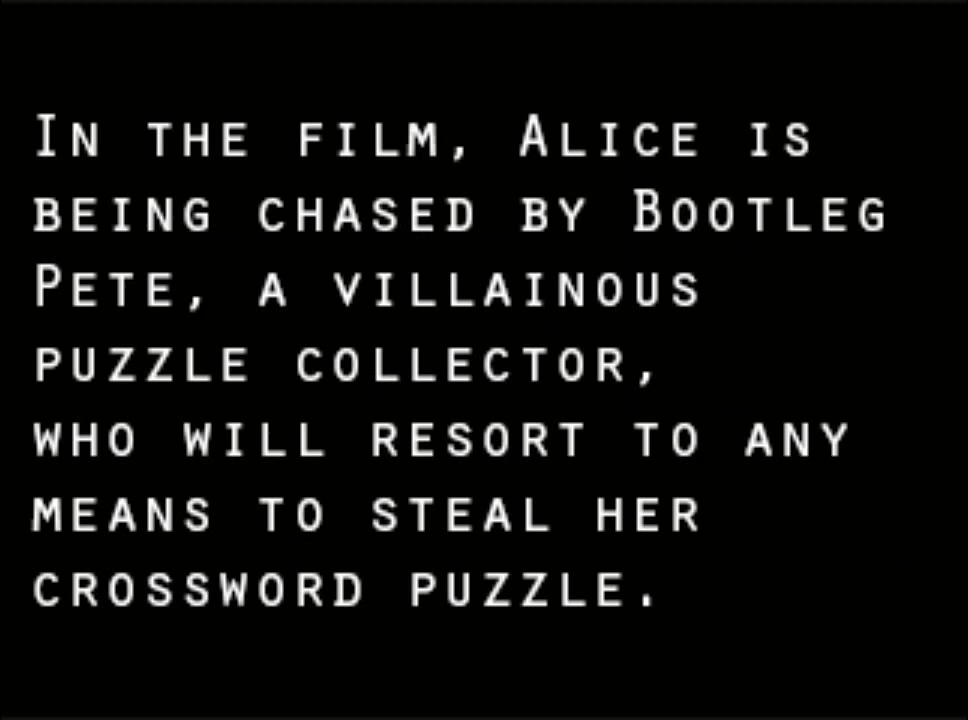 In the film, Alice is
being chased by Bootleg
Pete, a villainous
puzzle collector,
who will resort to any
means to steal her
crossword puzzle.